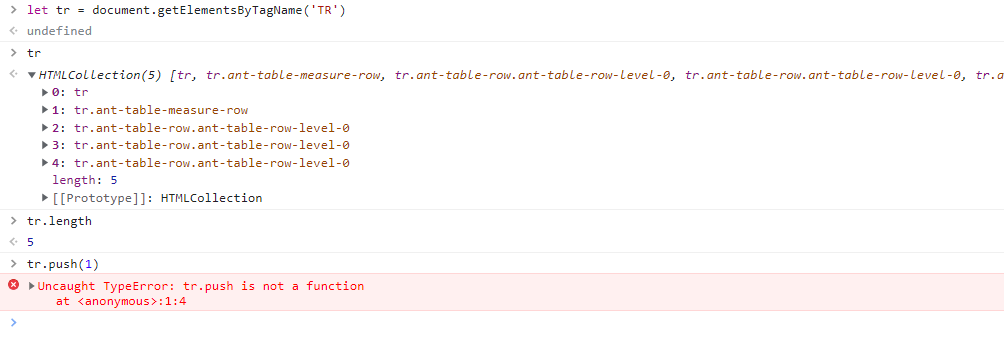 let tr = document.getElementsByTagName('TR')
undefined
tr
HTMLCollection(5) [tr, tr.ant-table-measure-row, tr.ant-table-row.ant-table-row-level-0, tr.ant-table-row.ant-table-row-level-0, tr.a
0: tr
1: tr.ant-table-measure-row
2: tr.ant-table-row.ant-table-row-level-0
3: tr.ant-table-row.ant-table-row-level-0
4: tr.ant-table-row.ant-table-row-level-0
length: 5
[[Prototype]]: HTMLCollection
tr.length
5
tr.push(1)
Uncaught TypeError: tr.push is not a function
at <anonymous>:1:4